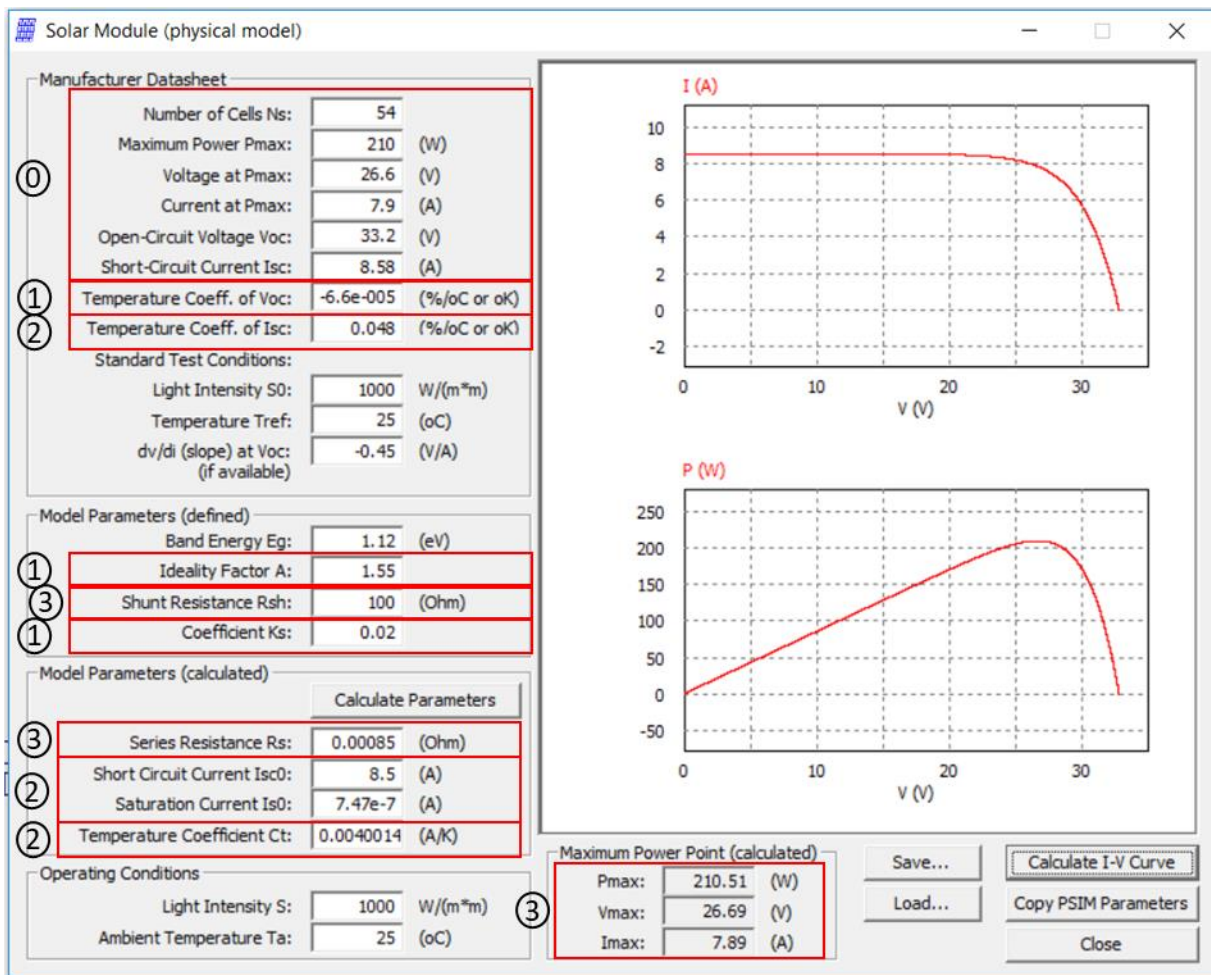 Solar Module (physical model)
Manufacturer Datasheet
⓪
Number of Cells Ns: 54
Maximum Power Pmax: 210 (W)
Voltage at Pmax: 26.6 (V)
Current at Pmax: 7.9 (A)
Open-Circuit Voltage Voc: 33.2 (V)
Short-Circuit Current Isc: 8.58 (A)
① Temperature Coeff. of Voc: -6.6e-005 (%/oC or oK)
② Temperature Coeff. of Isc: 0.048 (%/oC or oK)
Standard Test Conditions:
Light Intensity S0: 1000 W/(m*m)
Temperature Tref: 25 (oC)
dv/di (slope) at Voc: -0.45 (V/A)
(if available)
Model Parameters (defined)
Band Energy Eg: 1.12 (eV)
① Ideality Factor A: 1.55
③ Shunt Resistance Rsh: 100 (Ohm)
① Coefficient Ks: 0.02
Model Parameters (calculated)
Calculate Parameters
③ Series Resistance Rs: 0.00085 (Ohm)
②
Short Circuit Current Isc0: 8.5 (A)
Saturation Current Is0: 7.47e-7 (A)
② Temperature Coefficient Ct: 0.0040014 (A/K)
Operating Conditions
Light Intensity S: 1000 W/(m*m)
Ambient Temperature Ta: 25 (oC)
I (A)
10
8
6
4
2
0
-2
0 10 20 30
V (V)
P (W)
250
200
150
100
50
0
-50
0 10 20 30
V (V)
Maximum Power Point (calculated)
③
Pmax: 210.51 (W)
Vmax: 26.69 (V)
Imax: 7.89 (A)
Save...
Load...
Calculate I-V Curve
Copy PSIM Parameters
Close